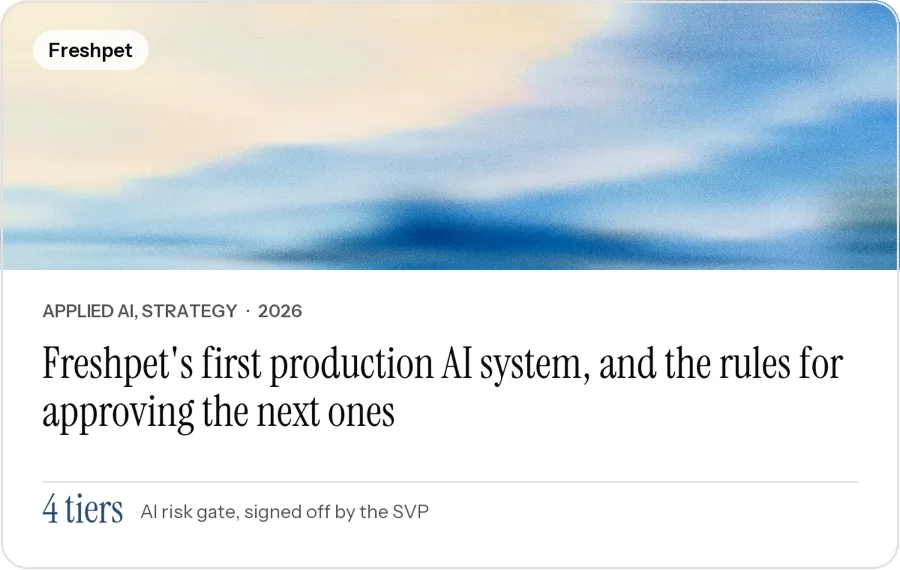 Freshpet
APPLIED AI, STRATEGY · 2026
Freshpet's first production AI system, and the rules for
approving the next ones
4 tiers AI risk gate, signed off by the SVP